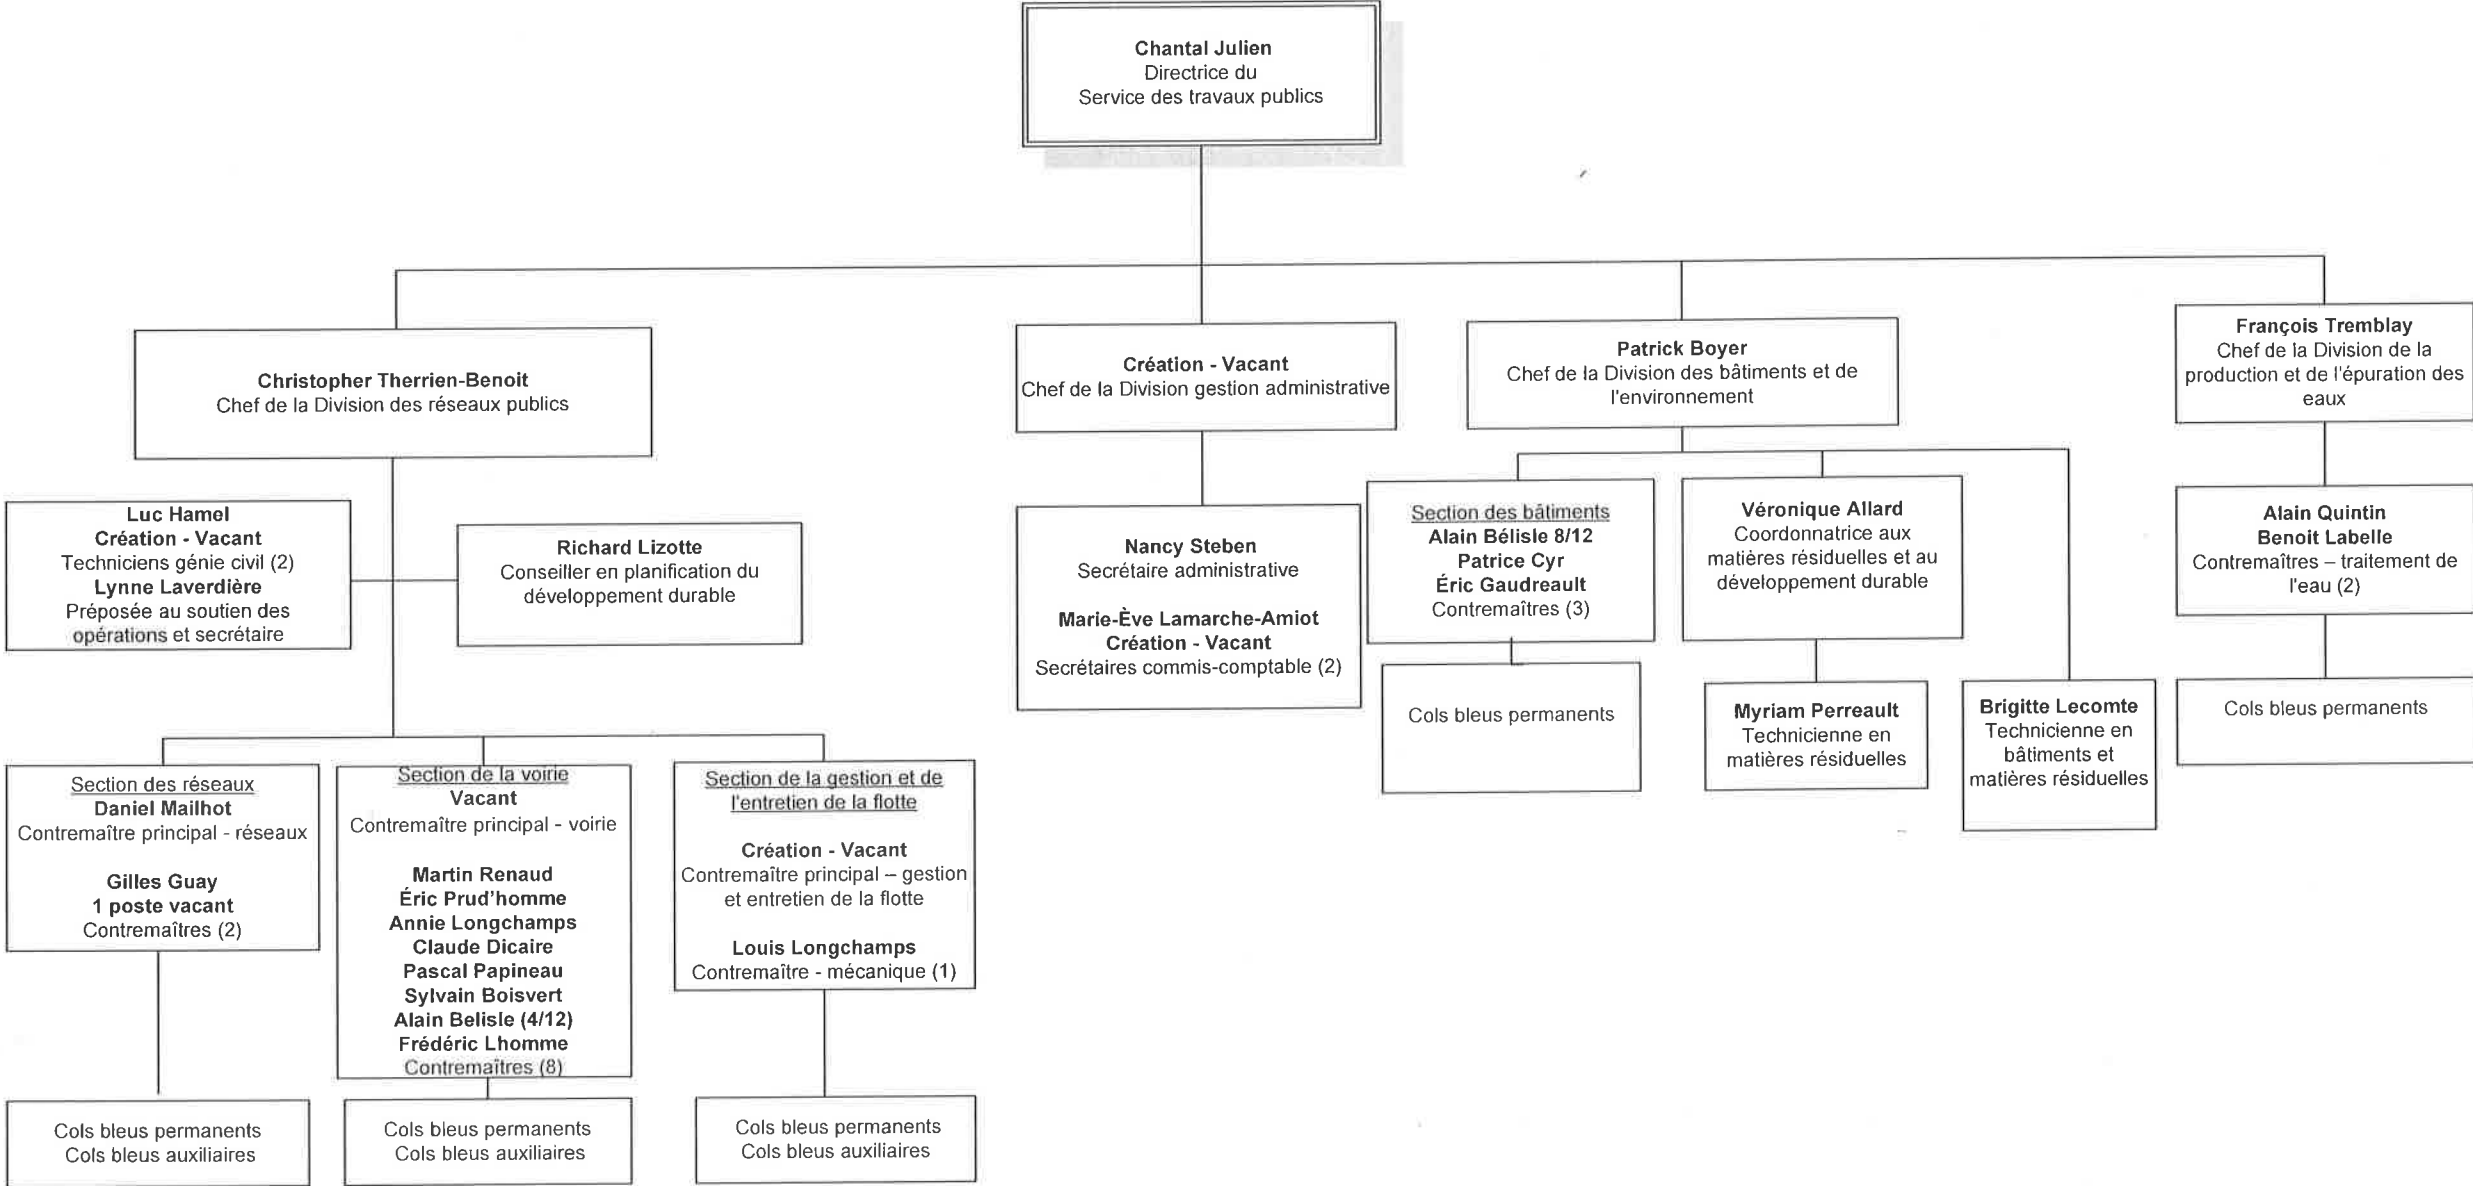 Chantal Julien
Directrice du
Service des travaux publics
Christopher Therrien-Benoit
Chef de la Division des réseaux publics
Création - Vacant
Chef de la Division gestion administrative
Patrick Boyer
Chef de la Division des bâtiments et de
l'environnement
François Tremblay
Chef de la Division de la
production et de l'épuration des
eaux
Luc Hamel
Création - Vacant
Techniciens génie civil (2)
Lynne Laverdière
Préposée au soutien des
opérations et secrétaire
Richard Lizotte
Conseiller en planification du
développement durable
Nancy Steben
Secrétaire administrative
Marie-Ève Lamarche-Amiot
Création - Vacant
Secrétaires commis-comptable (2)
Section des bâtiments
Alain Bélisle 8/12
Patrice Cyr
Éric Gaudreault
Contremaîtres (3)
Véronique Allard
Coordonnatrice aux
matières résiduelles et au
développement durable
Alain Quintin
Benoit Labelle
Contremaîtres – traitement de
l'eau (2)
Cols bleus permanents
Myriam Perreault
Technicienne en
matières résiduelles
Brigitte Lecomte
Technicienne en
bâtiments et
matières résiduelles
Cols bleus permanents
Section des réseaux
Daniel Mailhot
Contremaître principal - réseaux
Gilles Guay
1 poste vacant
Contremaîtres (2)
Section de la voirie
Vacant
Contremaître principal - voirie
Martin Renaud
Éric Prud'homme
Annie Longchamps
Claude Dicaire
Pascal Papineau
Sylvain Boisvert
Alain Belisle (4/12)
Frédéric Lhomme
Contremaîtres (8)
Section de la gestion et de
l'entretien de la flotte
Création - Vacant
Contremaître principal – gestion
et entretien de la flotte
Louis Longchamps
Contremaître - mécanique (1)
Cols bleus permanents
Cols bleus auxiliaires
Cols bleus permanents
Cols bleus auxiliaires
Cols bleus permanents
Cols bleus auxiliaires